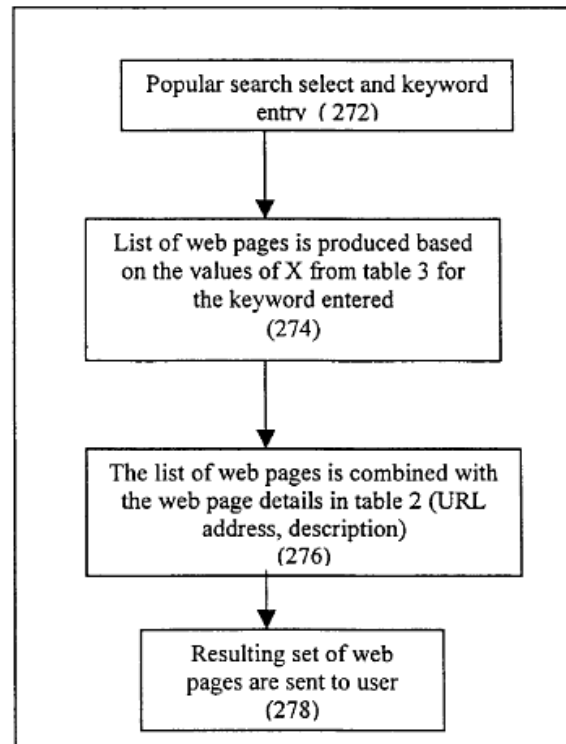 Popular search select and keyword
entry ( 272)
List of web pages is produced based
on the values of X from table 3 for
the keyword entered
(274)
The list of web pages is combined with
the web page details in table 2 (URL
address, description)
(276)
Resulting set of web
pages are sent to user
(278)